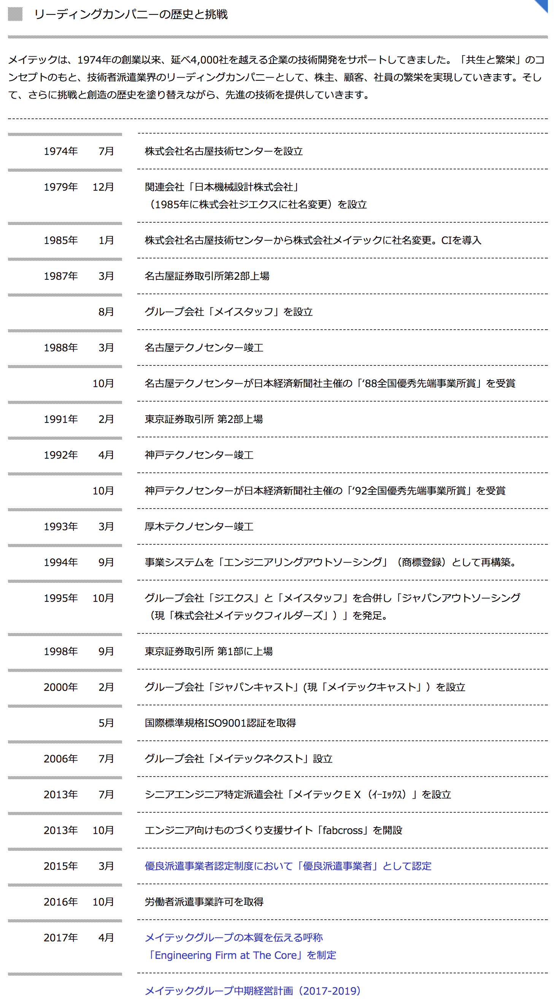 リーディングカンパニーの歴史と挑戦
メイテックは、1974年の創業以来、延べ4,000社を越える企業の技術開発をサポートしてきました。「共生と繁栄」のコ
ンセプトのもと、技術者派遣業界のリーディングカンパニーとして、株主、顧客、社員の繁栄を実現していきます。そし
て、さらに挑戦と創造の歴史を塗り替えながら、先進の技術を提供していきます。
1974年 7月 株式会社名古屋技術センターを設立
1979年 12月 関連会社「日本機械設計株式会社」
（1985年に株式会社ジエクスに社名変更）を設立
1985年 1月 株式会社名古屋技術センターから株式会社メイテックに社名変更。CIを導入
1987年 3月 名古屋証券取引所第2部上場
8月 グループ会社「メイスタッフ」を設立
1988年 3月 名古屋テクノセンター竣工
10月 名古屋テクノセンターが日本経済新聞社主催の「‘88全国優秀先端事業所賞」を受賞
1991年 2月 東京証券取引所 第2部上場
1992年 4月 神戸テクノセンター竣工
10月 神戸テクノセンターが日本経済新聞社主催の「‘92全国優秀先端事業所賞」を受賞
1993年 3月 厚木テクノセンター竣工
1994年 9月 事業システムを「エンジニアリングアウトソーシング」（商標登録）として再構築。
1995年 10月 グループ会社「ジエクス」と「メイスタッフ」を合併し「ジャパンアウトソーシング
（現「株式会社メイテックフィルダーズ」）」を発足。
1998年 9月 東京証券取引所 第1部に上場
2000年 2月 グループ会社「ジャパンキャスト」(現「メイテックキャスト」）を設立
5月 国際標準規格ISO9001認証を取得
2006年 7月 グループ会社「メイテックネクスト」設立
2013年 7月 シニアエンジニア特定派遣会社「メイテックＥＸ（ｲｰｴｯｸｽ）」を設立
2013年 10月 エンジニア向けものづくり支援サイト「fabcross」を開設
2015年 3月 優良派遣事業者認定制度において「優良派遣事業者」として認定
2016年 10月 労働者派遣事業許可を取得
2017年 4月 メイテックグループの本質を伝える呼称
「Engineering Firm at The Core」を制定
メイテックグループ中期経営計画（2017-2019）